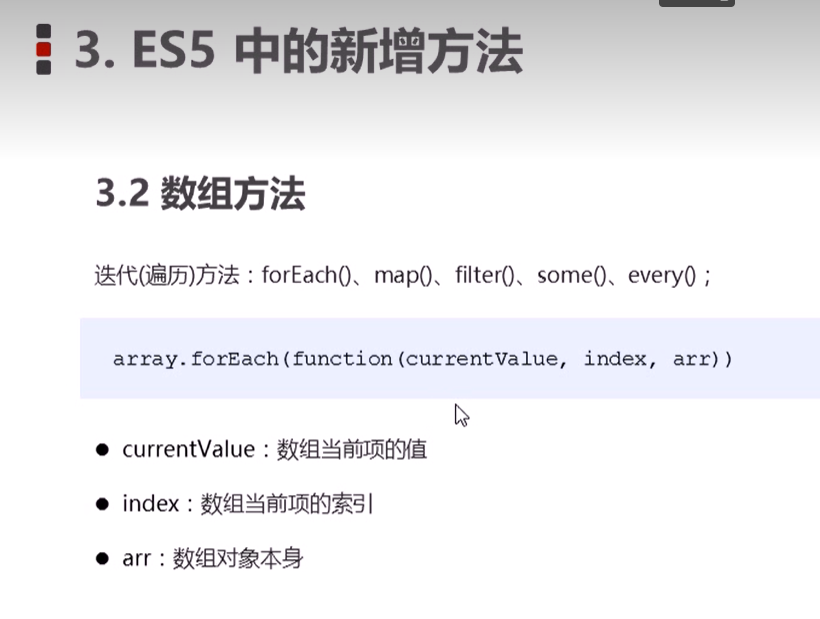 3. ES5 中的新增方法
3.2 数组方法
迭代(遍历)方法：forEach()、map()、filter()、some()、every()；
array.forEach(function(currentValue, index, arr))
currentValue：数组当前项的值
index：数组当前项的索引
arr：数组对象本身